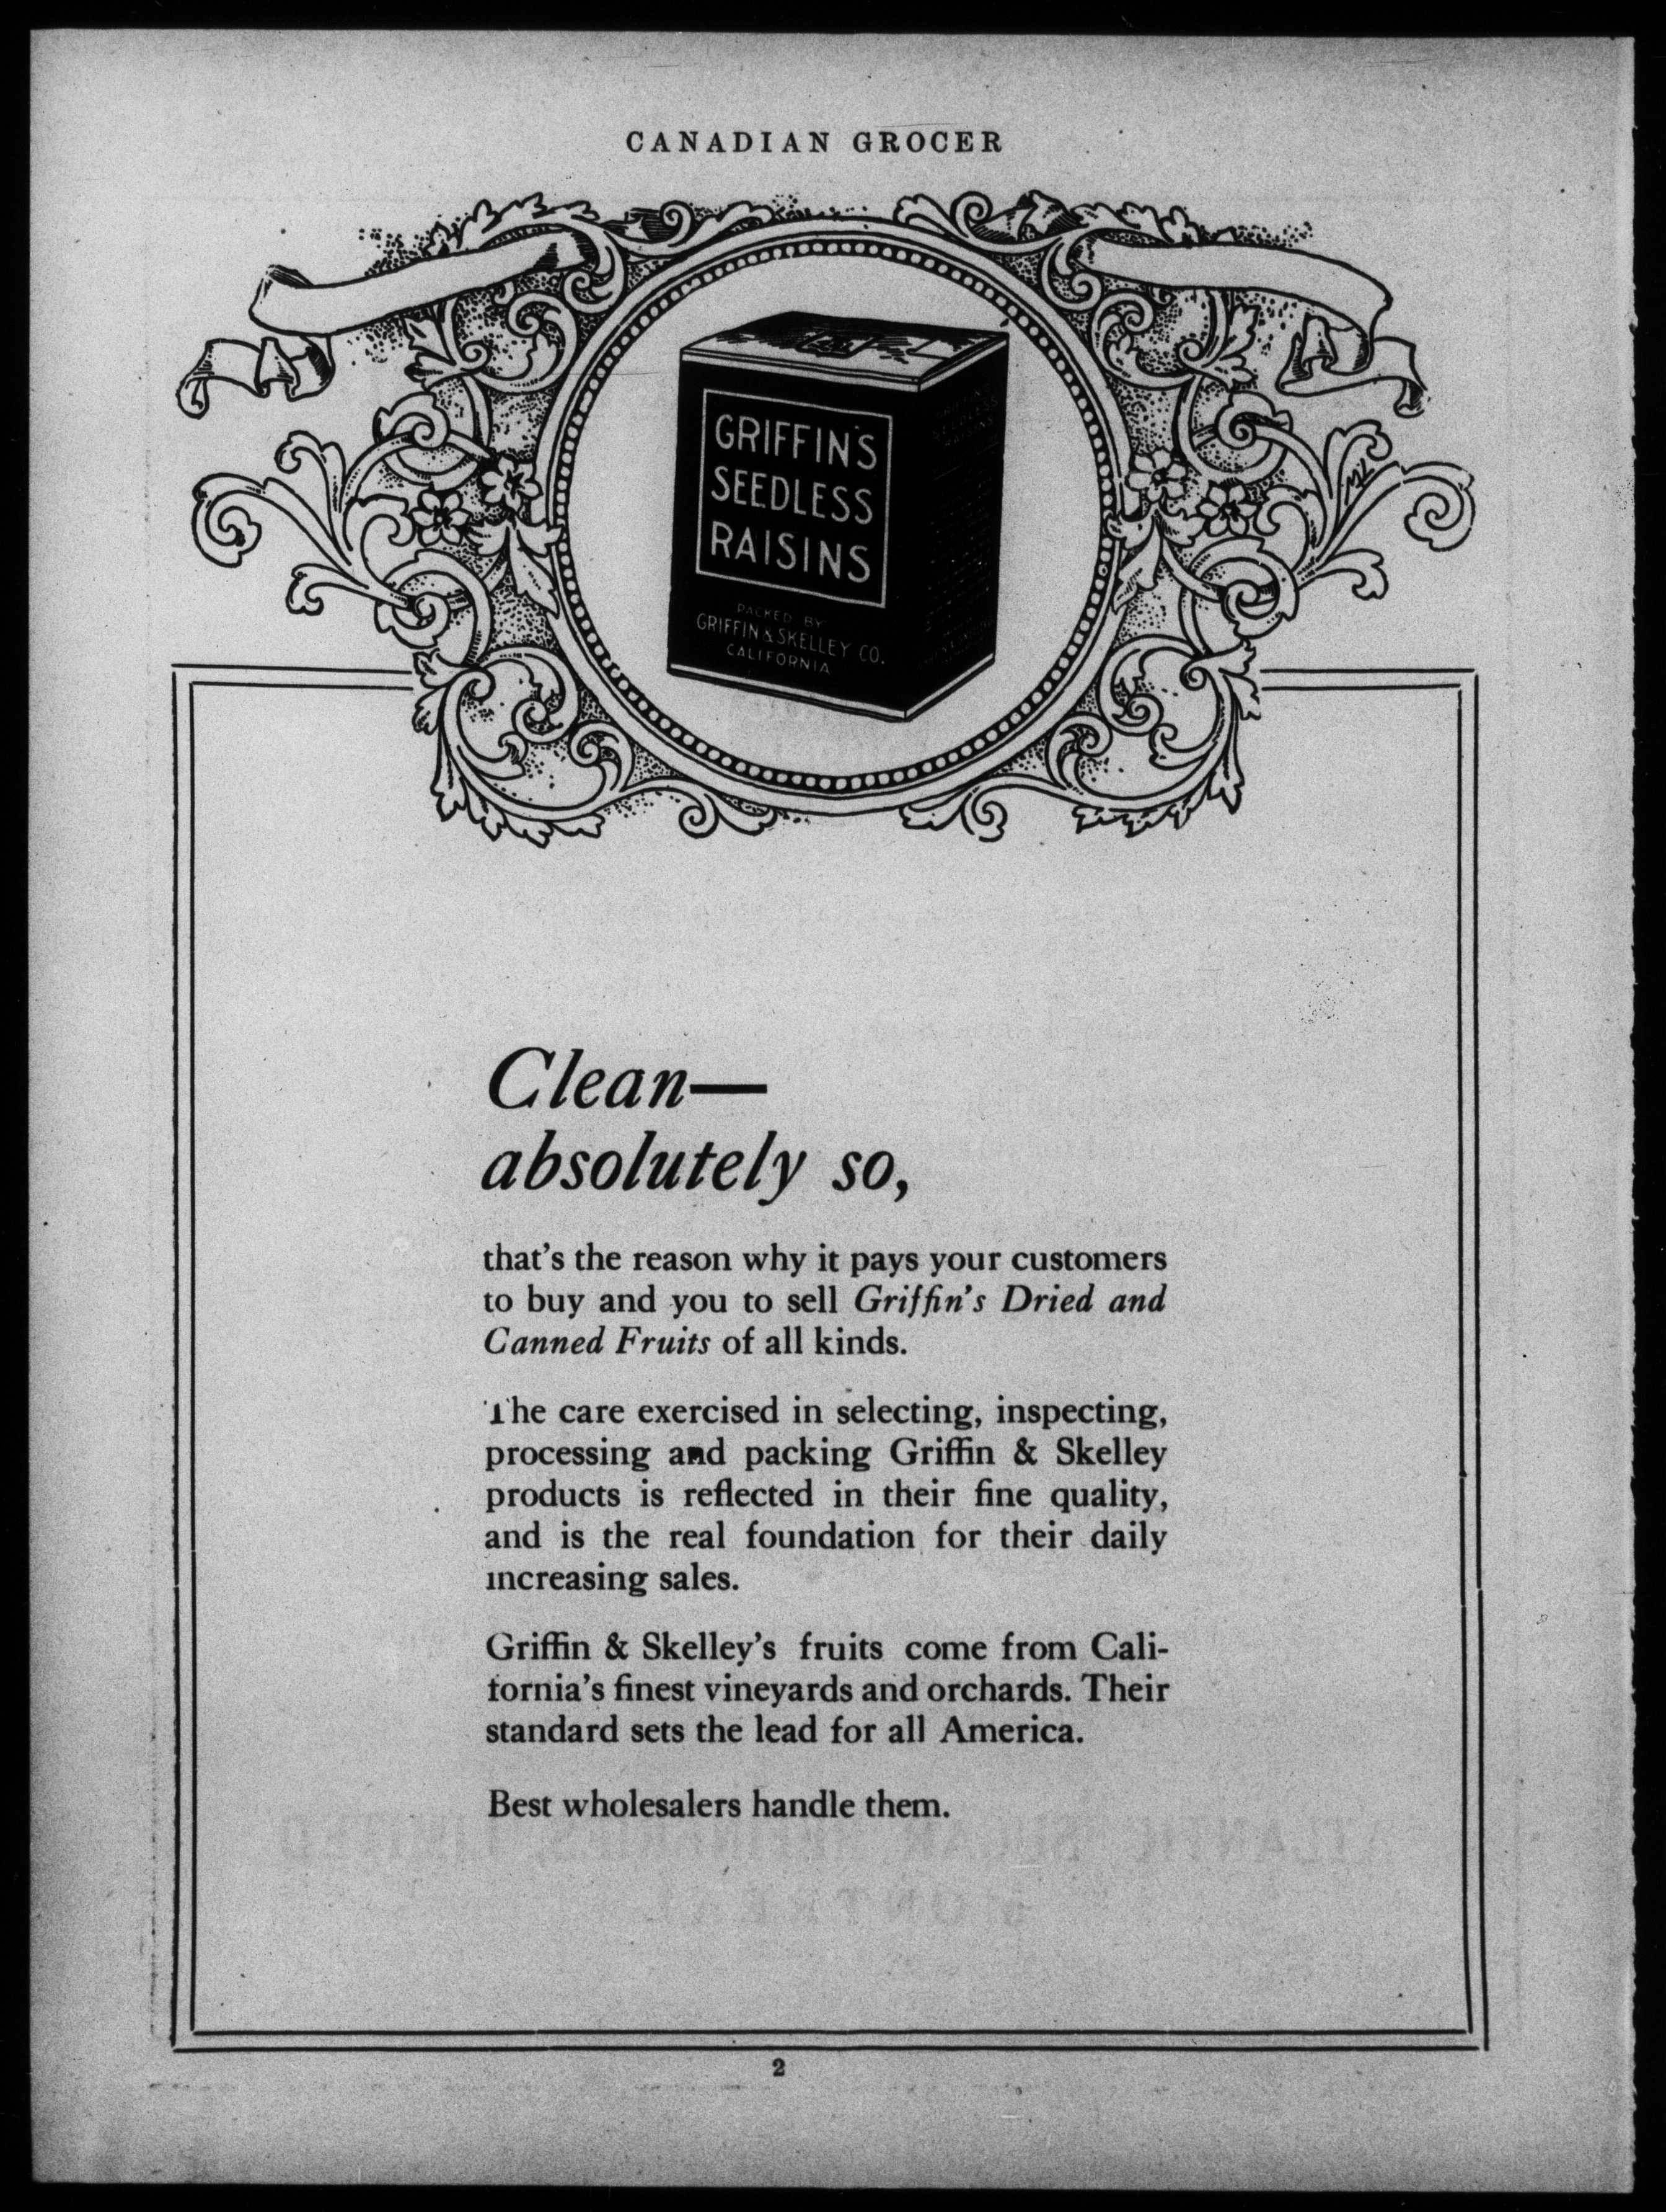 CANADIAN GROCER
GRIFFIN'S
SEEDLESS
RAISINS
PACKED BY
GRIFFIN & SKELLEY CO.
CALIFORNIA
Clean—
absolutely so,
that's the reason why it pays your customers
to buy and you to sell Griffin's Dried and
Canned Fruits of all kinds.
The care exercised in selecting, inspecting,
processing and packing Griffin & Skelley
products is reflected in their fine quality,
and is the real foundation for their daily
increasing sales.
Griffin & Skelley's fruits come from Cali-
fornia's finest vineyards and orchards. Their
standard sets the lead for all America.
Best wholesalers handle them.
2